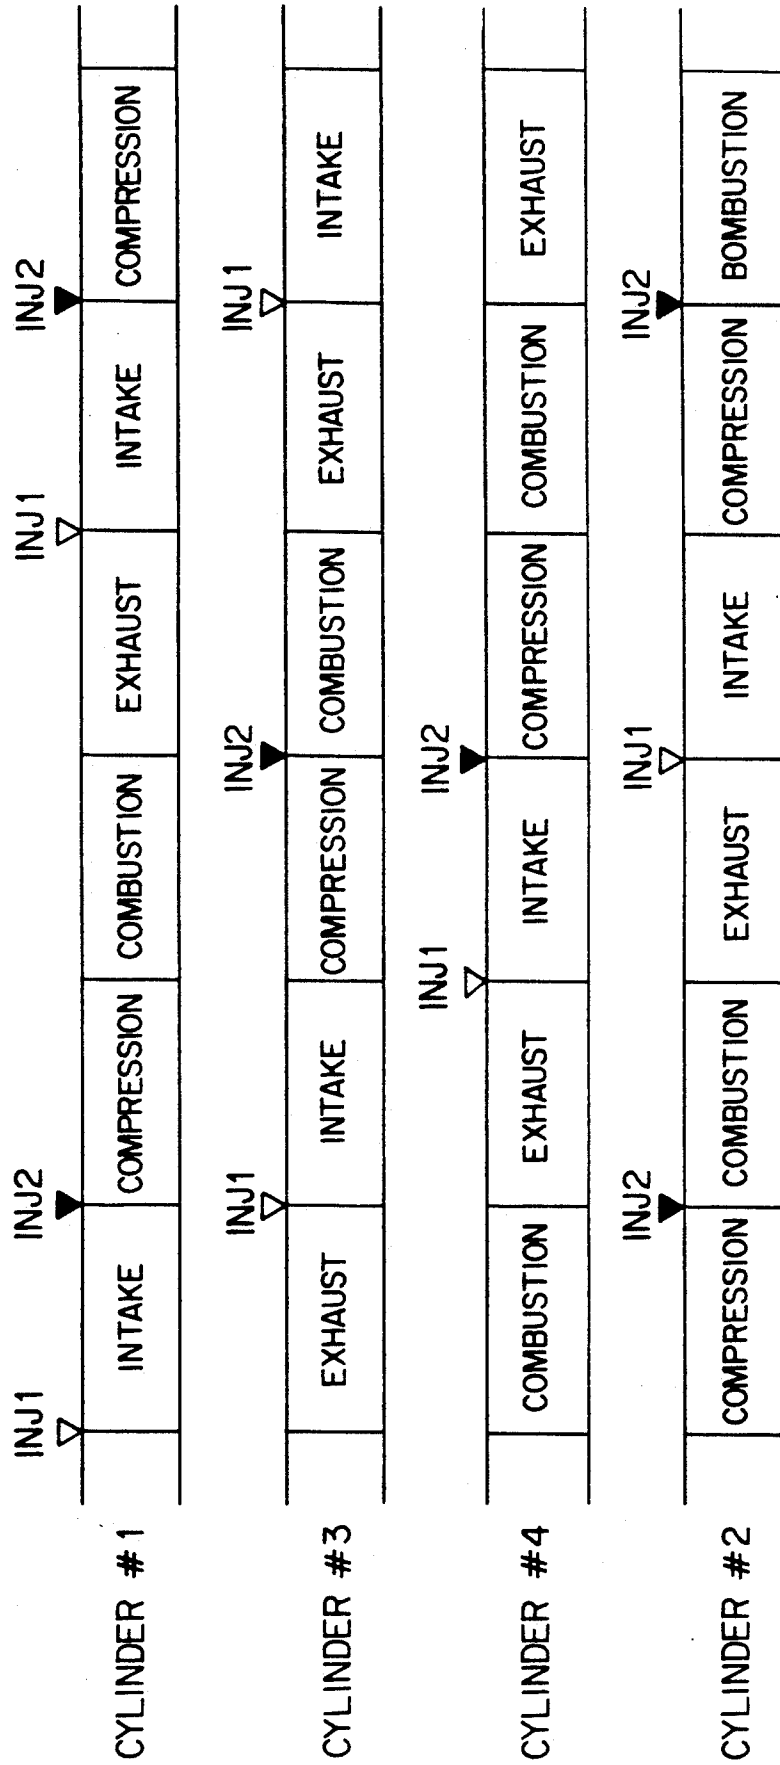 INJ1 INJ2 INJ1 INJ2
CYLINDER #1 INTAKE COMPRESSION COMBUSTION EXHAUST INTAKE COMPRESSION
INJ1 INJ2 INJ1
CYLINDER #3 EXHAUST INTAKE COMPRESSION COMBUSTION EXHAUST INTAKE
INJ1 INJ2
CYLINDER #4 COMBUSTION EXHAUST INTAKE COMPRESSION COMBUSTION EXHAUST
INJ2 INJ1 INJ2
CYLINDER #2 COMPRESSION COMBUSTION EXHAUST INTAKE COMPRESSION BOMBUSTION